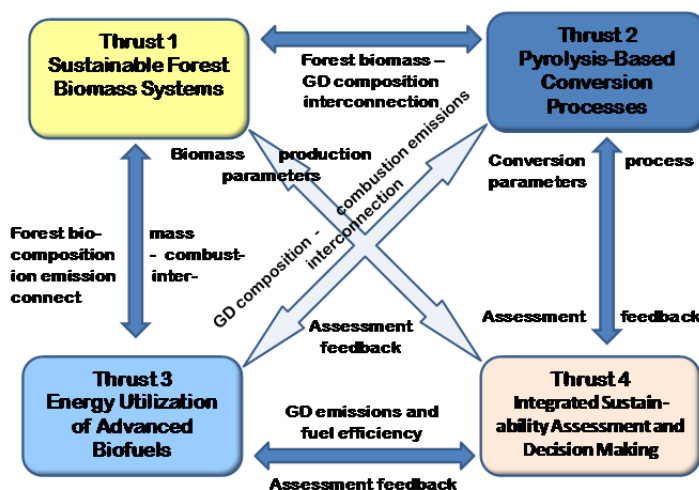 Thrust 1
Sustainable Forest
Biomass Systems
Forest biomass –
GD composition
interconnection
Thrust 2
Pyrolysis-Based
Conversion
Processes
Biomass production
parameters
GD composition - combustion emissions
interconnection
Conversion process
parameters
Forest bio- mass
composition - combust-
ion emission inter-
connect
Assessment
feedback
Assessment feedback
Thrust 3
Energy Utilization
of Advanced
Biofuels
GD emissions and
fuel efficiency
Assessment feedback
Thrust 4
Integrated Sustain-
ability Assessment and
Decision Making